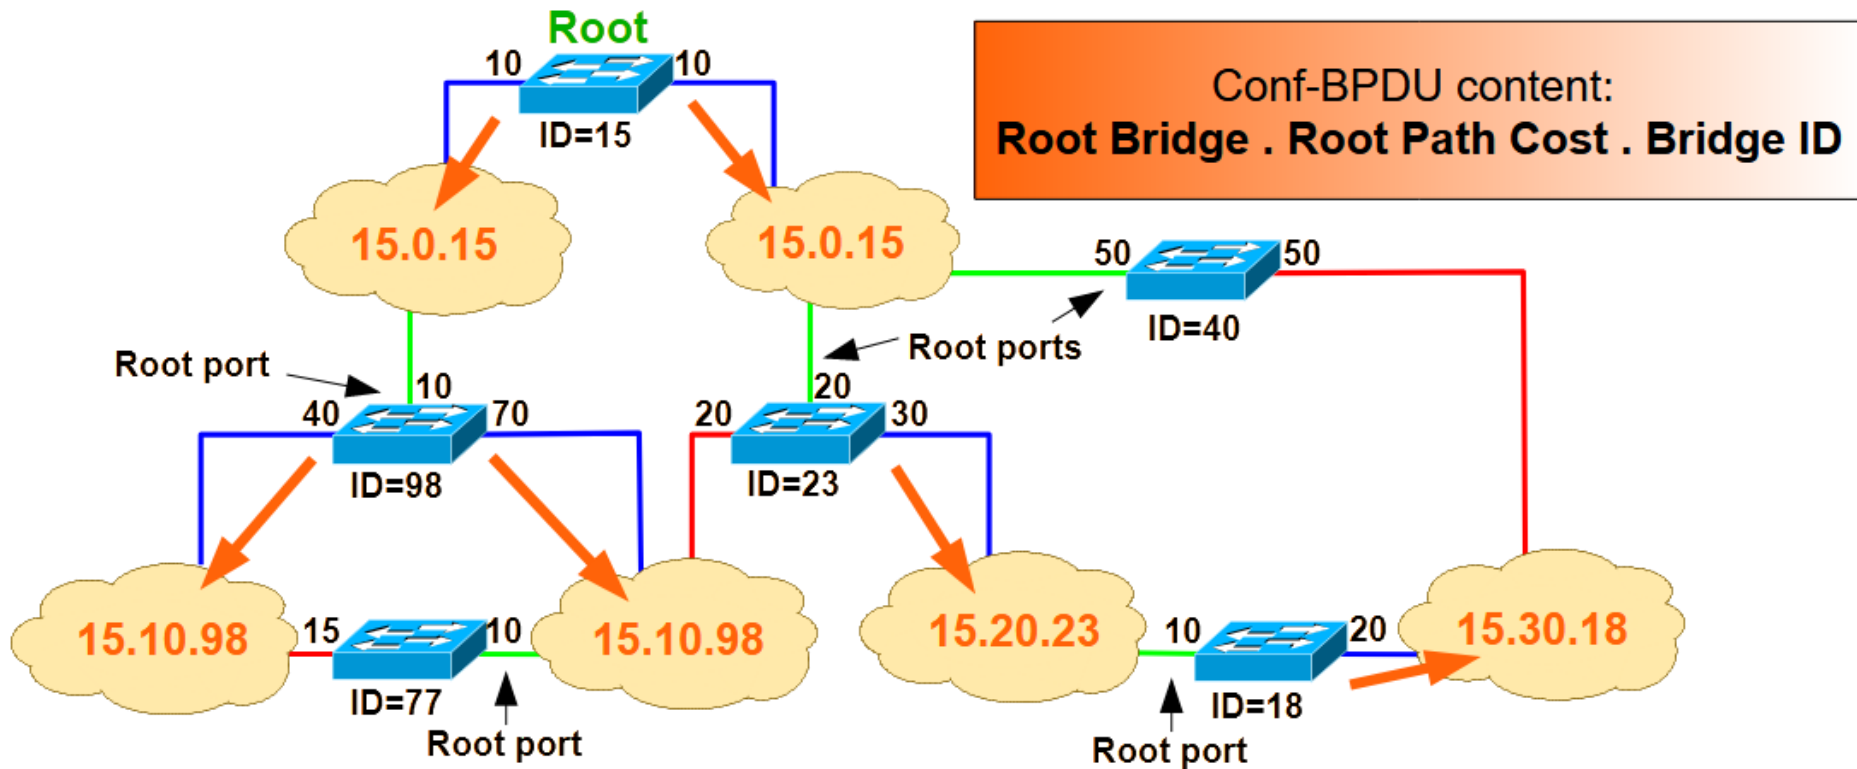 Root
10
10
ID=15
Conf-BPDU content:
Root Bridge . Root Path Cost . Bridge ID
15.0.15
15.0.15
50
50
ID=40
Root ports
Root port
10
40
70
ID=98
20
20
30
ID=23
15.10.98
15
10
ID=77
Root port
15.10.98
15.20.23
10
20
ID=18
Root port
15.30.18